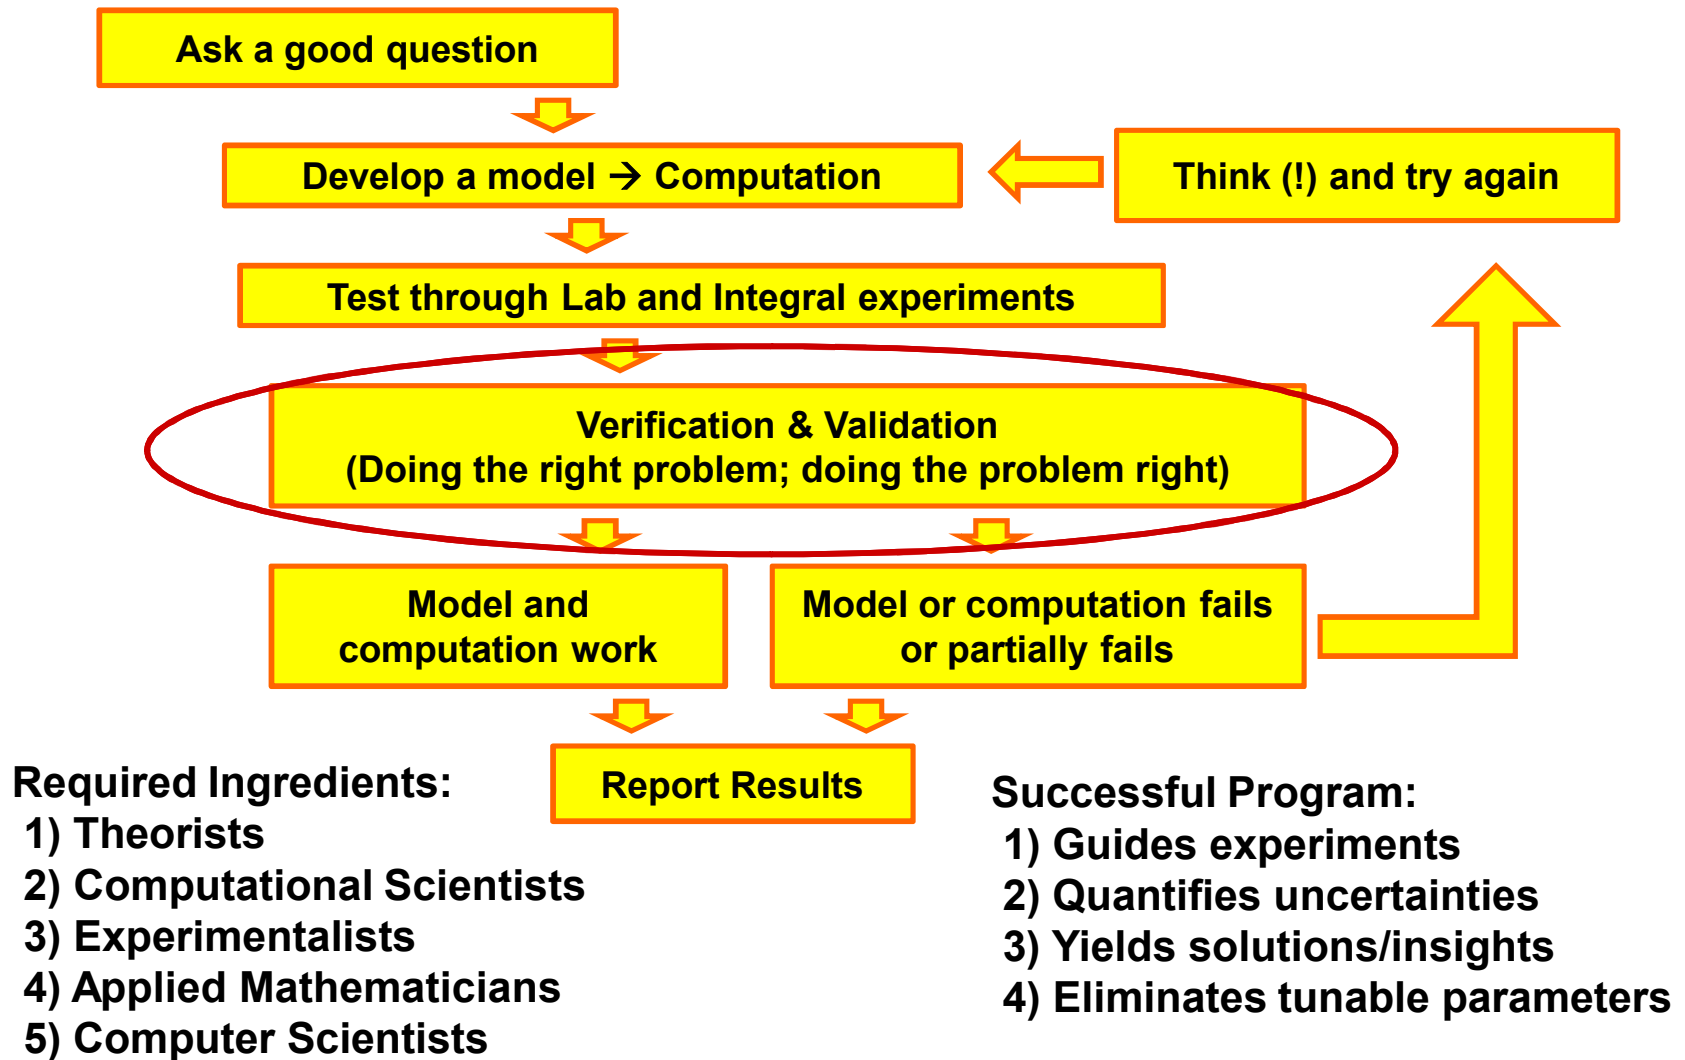 Ask a good question
Develop a model → Computation
Think (!) and try again
Test through Lab and Integral experiments
Verification & Validation
(Doing the right problem; doing the problem right)
Model and
computation work
Model or computation fails
or partially fails
Report Results
Required Ingredients:
1) Theorists
2) Computational Scientists
3) Experimentalists
4) Applied Mathematicians
5) Computer Scientists
Successful Program:
1) Guides experiments
2) Quantifies uncertainties
3) Yields solutions/insights
4) Eliminates tunable parameters